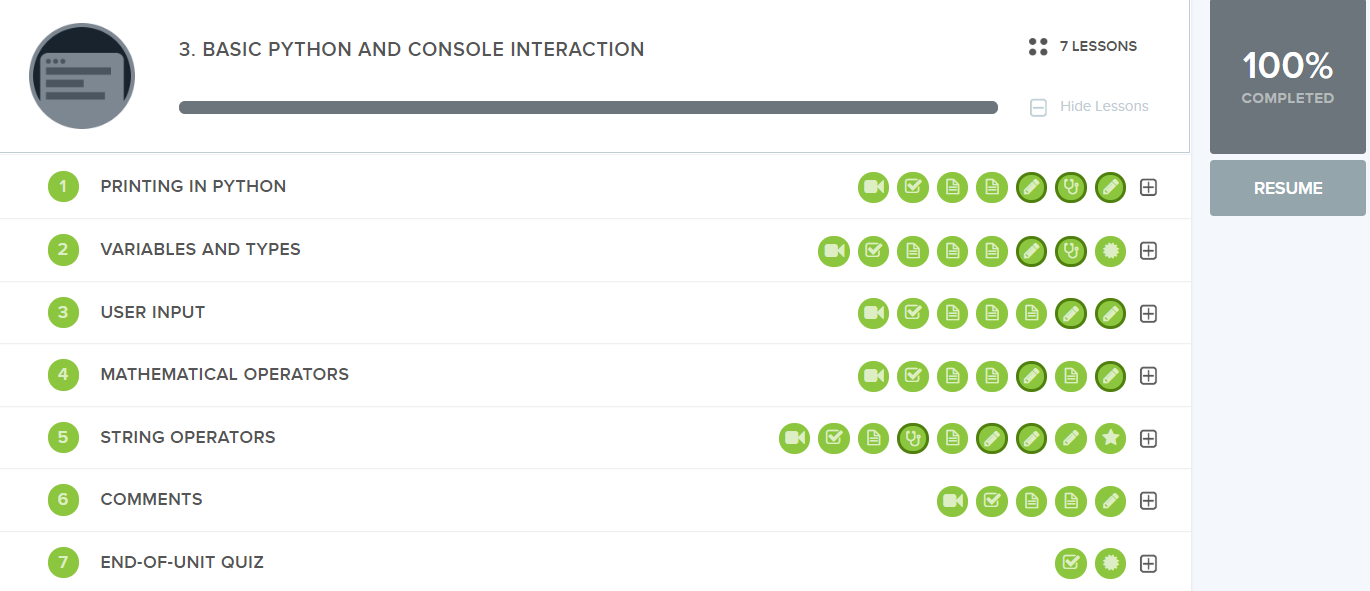 3. BASIC PYTHON AND CONSOLE INTERACTION
7 LESSONS
Hide Lessons
100%
COMPLETED
RESUME
1 PRINTING IN PYTHON
2 VARIABLES AND TYPES
3 USER INPUT
4 MATHEMATICAL OPERATORS
5 STRING OPERATORS
6 COMMENTS
7 END-OF-UNIT QUIZ